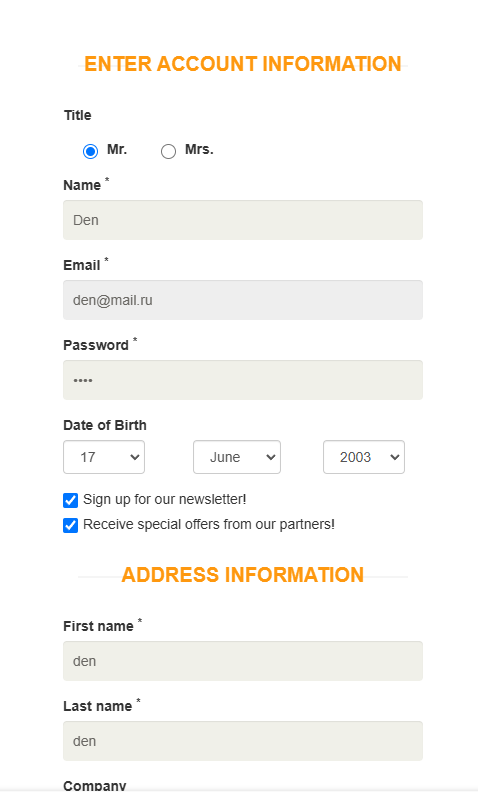 ENTER ACCOUNT INFORMATION
Title
Mr. Mrs.
Name *
Den
Email *
den@mail.ru
Password *
••••
Date of Birth
17 June 2003
Sign up for our newsletter!
Receive special offers from our partners!
ADDRESS INFORMATION
First name *
den
Last name *
den
Company